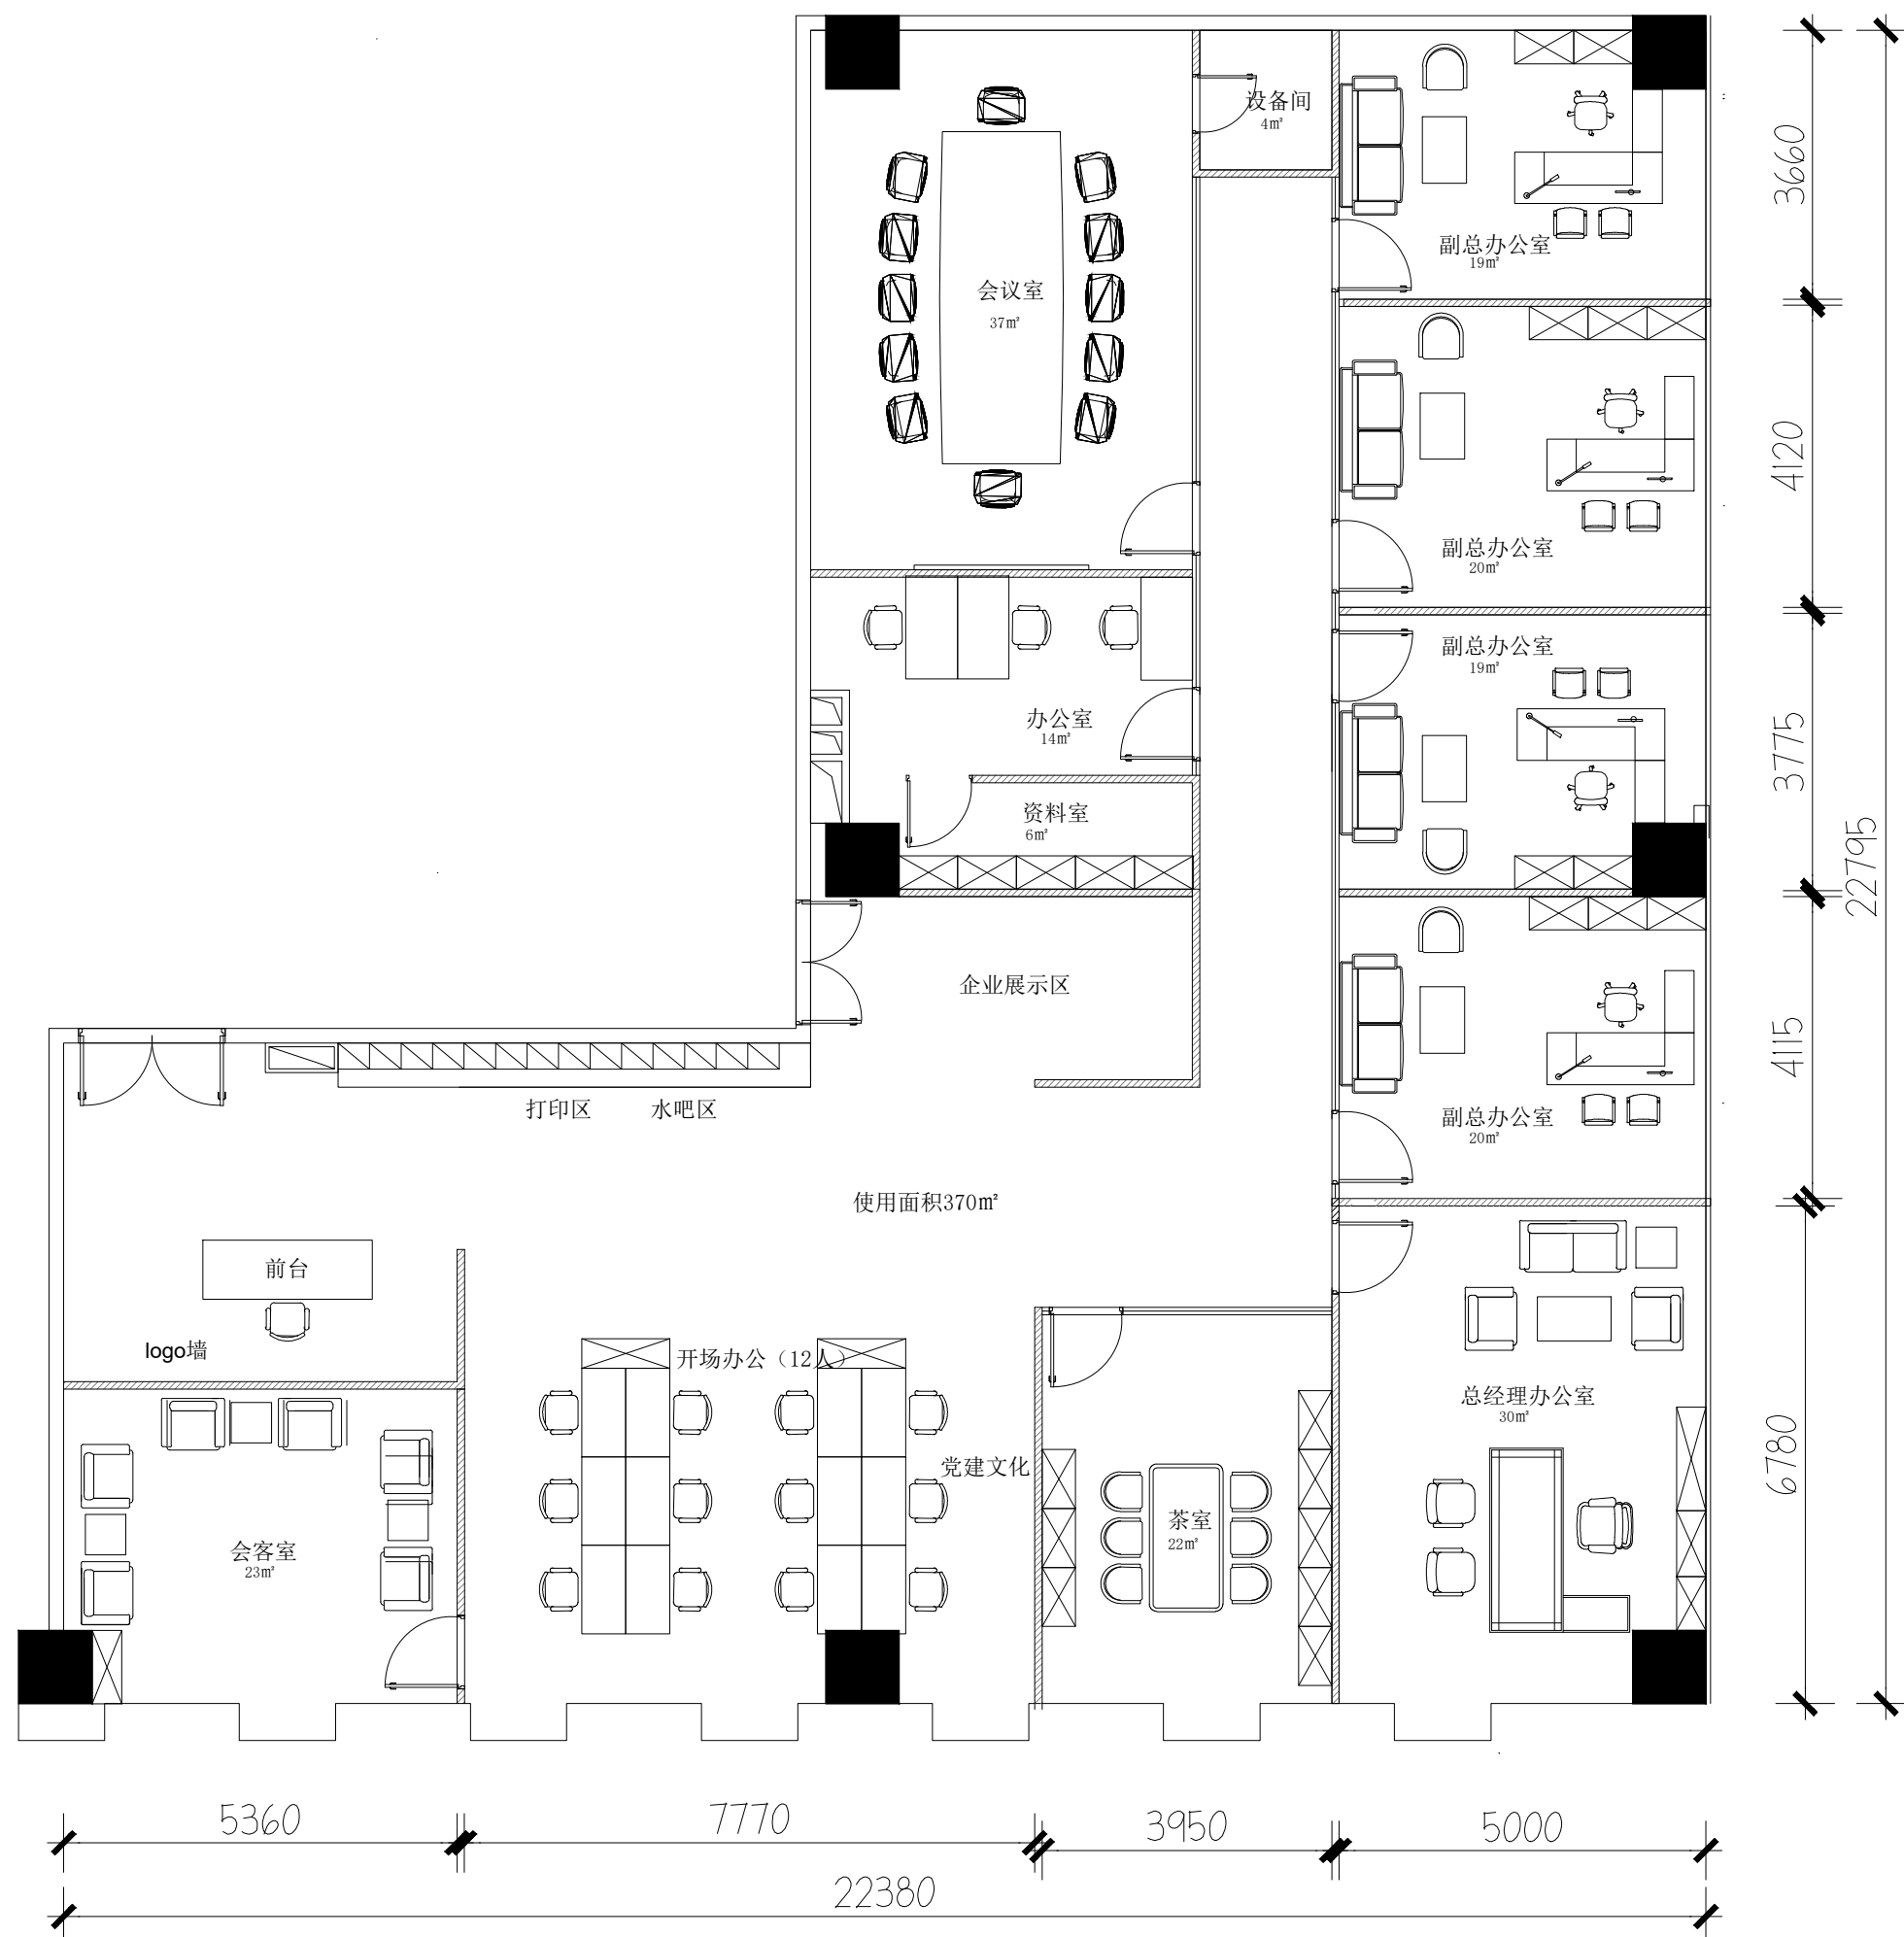 设备间
4㎡
3660
副总办公室
19㎡
会议室
37㎡
4120
副总办公室
20㎡
副总办公室
19㎡
办公室
14㎡
3775
资料室
6㎡
22795
企业展示区
4115
打印区
水吧区
副总办公室
20㎡
使用面积370㎡
前台
logo墙
开场办公（12人）
总经理办公室
30㎡
6780
党建文化
茶室
22㎡
会客室
23㎡
5360
7770
3950
5000
22380